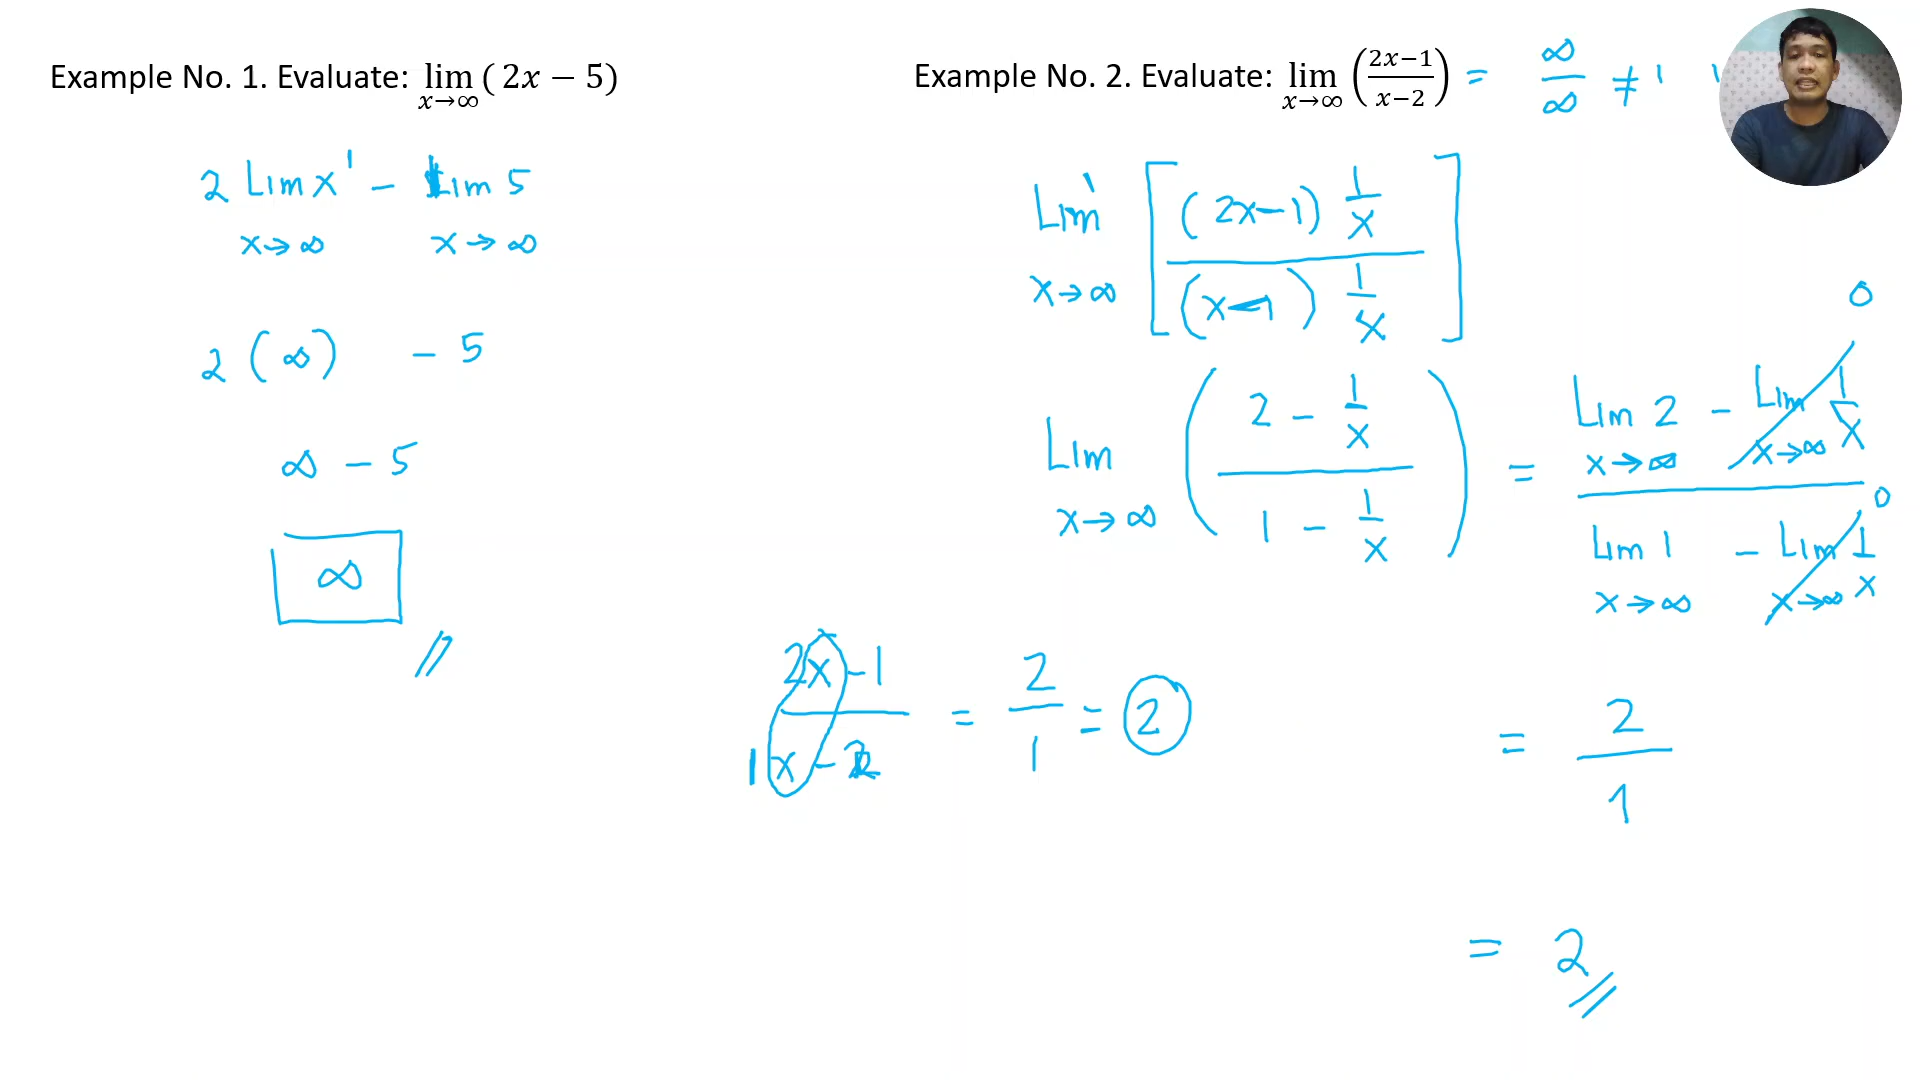 Example No. 1. Evaluate: lim x→∞ ( 2x − 5)
2 Lim x¹ − Lim 5
x→∞ x→∞
2 (∞) − 5
∞ − 5
∞
Example No. 2. Evaluate: lim x→∞ ((2x−1)/(x−2)) = ∞/∞ ≠ 1
Lim x→∞ [ (2x−1) 1/x / (x−1) 1/x ]
Lim x→∞ ( 2 − 1/x / 1 − 1/x ) = Lim x→∞ 2 − Lim x→∞ 1/x 0 / Lim x→∞ 1 − Lim x→∞ 1/x 0
2x−1 / 1x−2 = 2/1 = 2
= 2/1
= 2